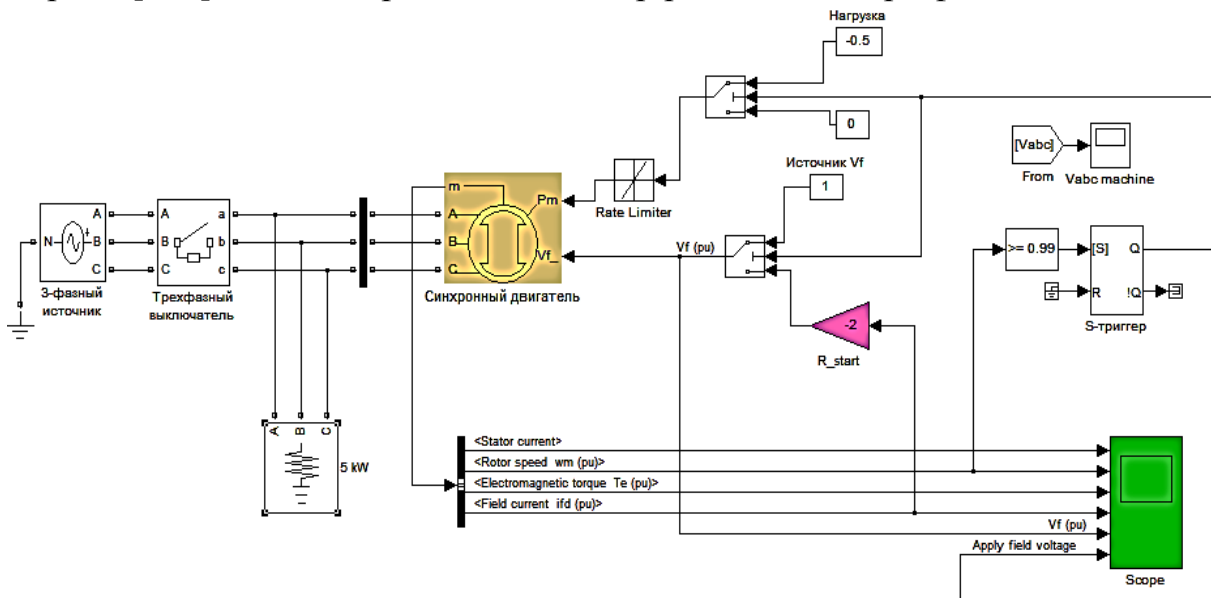 Нагрузка
-0.5
0
[Vabc]
From
Vabc machine
Источник Vf
1
Rate Limiter
m
Pm
A
B
C
Vf_
Синхронный двигатель
Vf (pu)
>= 0.99
[S]
Q
R
!Q
S-триггер
N
A
B
C
3-фазный
источник
A
a
B
b
C
c
Трехфазный
выключатель
-2
R_start
A
B
C
5 kW
<Stator current>
<Rotor speed wm (pu)>
<Electromagnetic torque Te (pu)>
<Field current ifd (pu)>
Vf (pu)
Apply field voltage
Scope